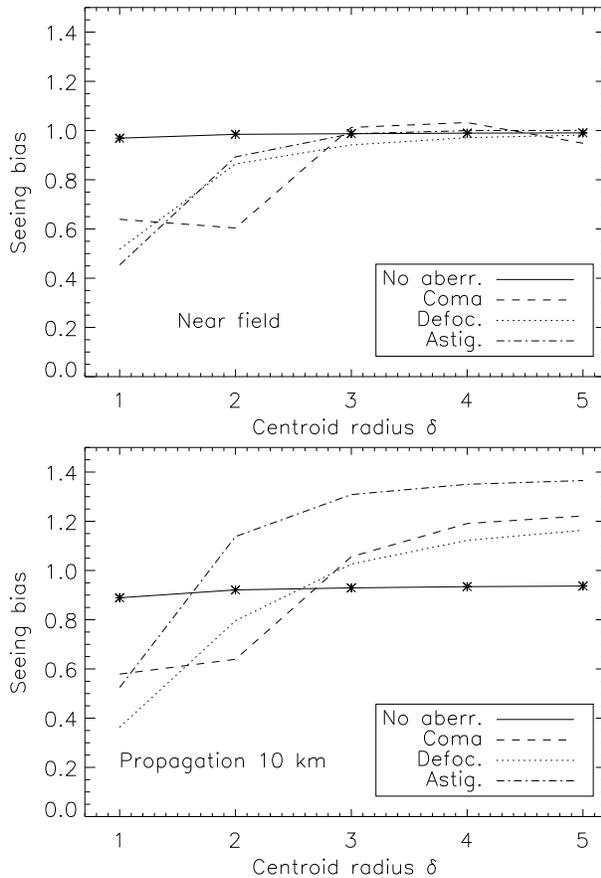 1.4
1.2
1.0
0.8
0.6
0.4
0.2
0.0
Seeing bias
Near field
No aberr.
Coma
Defoc.
Astig.
1 2 3 4 5
Centroid radius δ
1.4
1.2
1.0
0.8
0.6
0.4
0.2
0.0
Seeing bias
Propagation 10 km
No aberr.
Coma
Defoc.
Astig.
1 2 3 4 5
Centroid radius δ